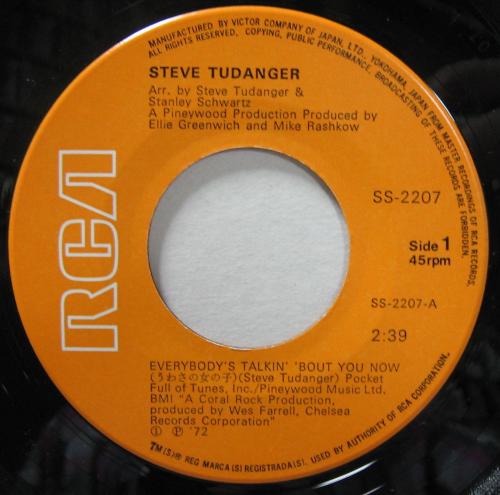 MANUFACTURED BY VICTOR COMPANY OF JAPAN, LTD., YOKOHAMA, JAPAN FROM MASTER RECORDINGS OF RCA RECORDS,
ALL RIGHTS RESERVED. COPYING, PUBLIC PERFORMANCE, BROADCASTING OF THESE RECORDS ARE FORBIDDEN.
STEVE TUDANGER
Arr. by Steve Tudanger &
Stanley Schwartz
A Pineywood Production Produced by
Ellie Greenwich and Mike Rashkow
RCA
SS-2207
Side 1
45rpm
SS-2207-A
2:39
EVERYBODY'S TALKIN' 'BOUT YOU NOW
(うわさの女の子)(Steve Tudanger) Pocket
Full of Tunes, Inc./Pineywood Music Ltd.
BMI "A Coral Rock Production,
produced by Wes Farrell, Chelsea
Records Corporation"
Ⓘ Ⓟ '72
TM(S)® REG MARCA(S) REGISTRADA(S). USED BY AUTHORITY OF RCA CORPORATION.